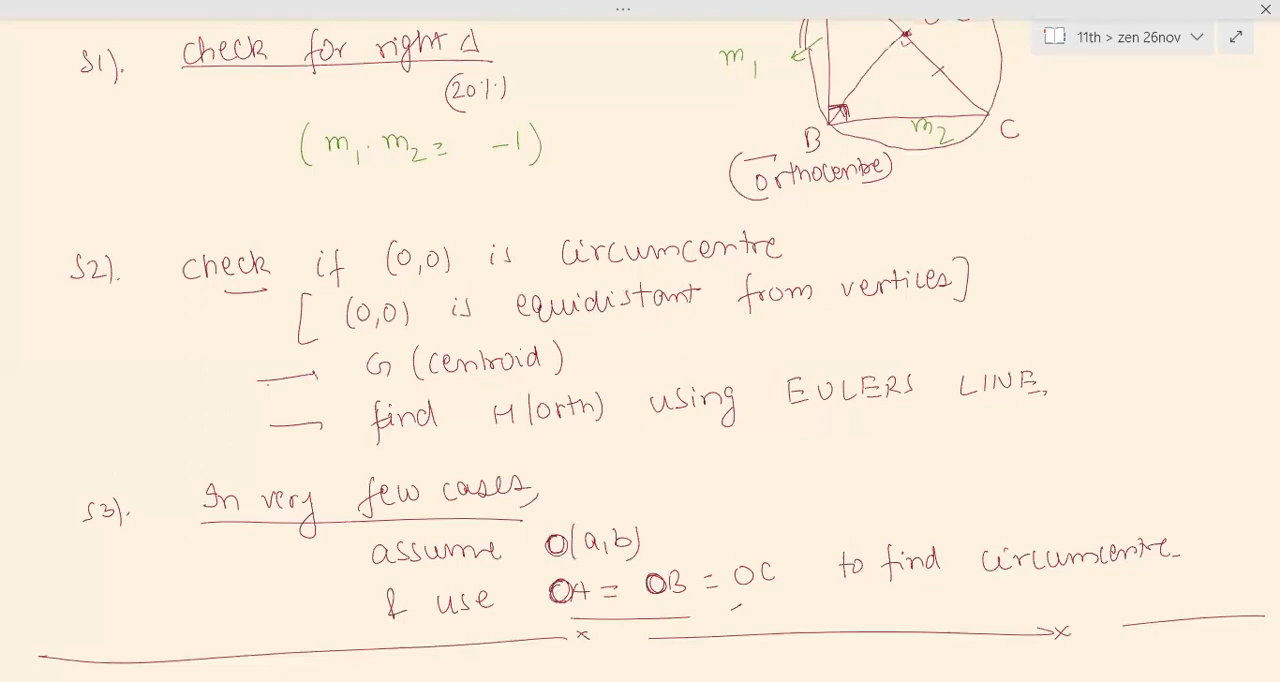 11th > zen 26nov
S1). Check for right Δ
(20%)
(m₁. m₂ = -1)
m₁
m₂
B
C
(Orthocentre)
S2). Check if (0,0) is Circumcentre
[ (0,0) is equidistant from vertices]
G (centroid)
find H(orth) using EULERS LINE,
S3). In very few cases,
assume O(a,b)
& use OA = OB = OC to find circumcentre